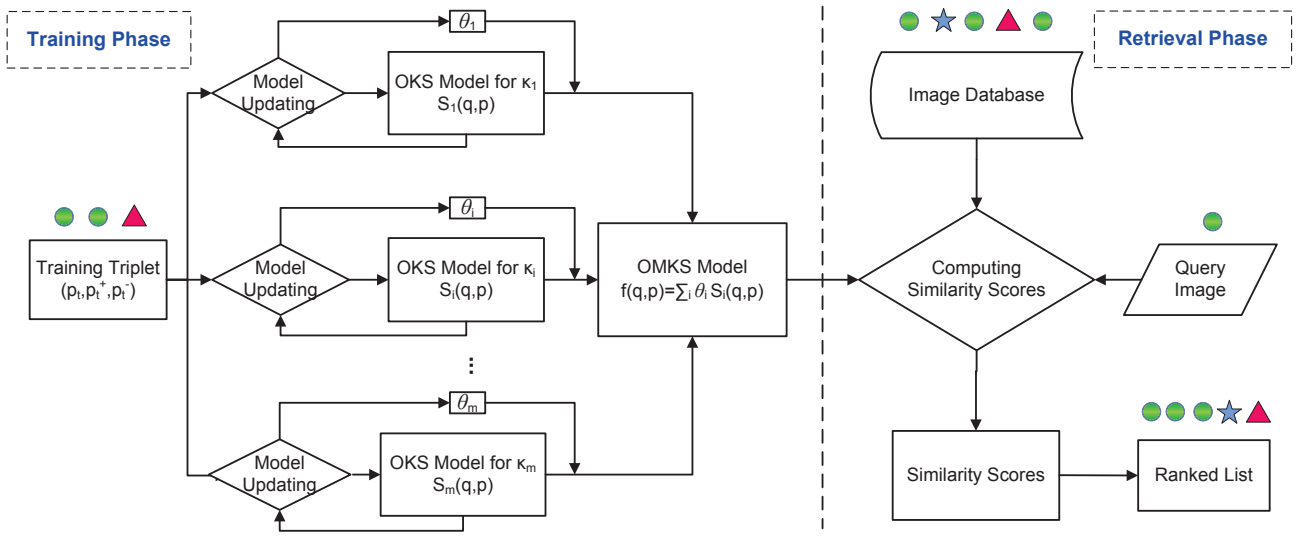 Training Phase
θ₁
Model
Updating
OKS Model for κ₁
S₁(q,p)
Training Triplet
(pₜ,pₜ⁺,pₜ⁻)
θᵢ
Model
Updating
OKS Model for κᵢ
Sᵢ(q,p)
...
θₘ
Model
Updating
OKS Model for κₘ
Sₘ(q,p)
OMKS Model
f(q,p)=∑ᵢ θᵢ Sᵢ(q,p)
Retrieval Phase
Image Database
Computing
Similarity Scores
Query
Image
Similarity Scores
Ranked List